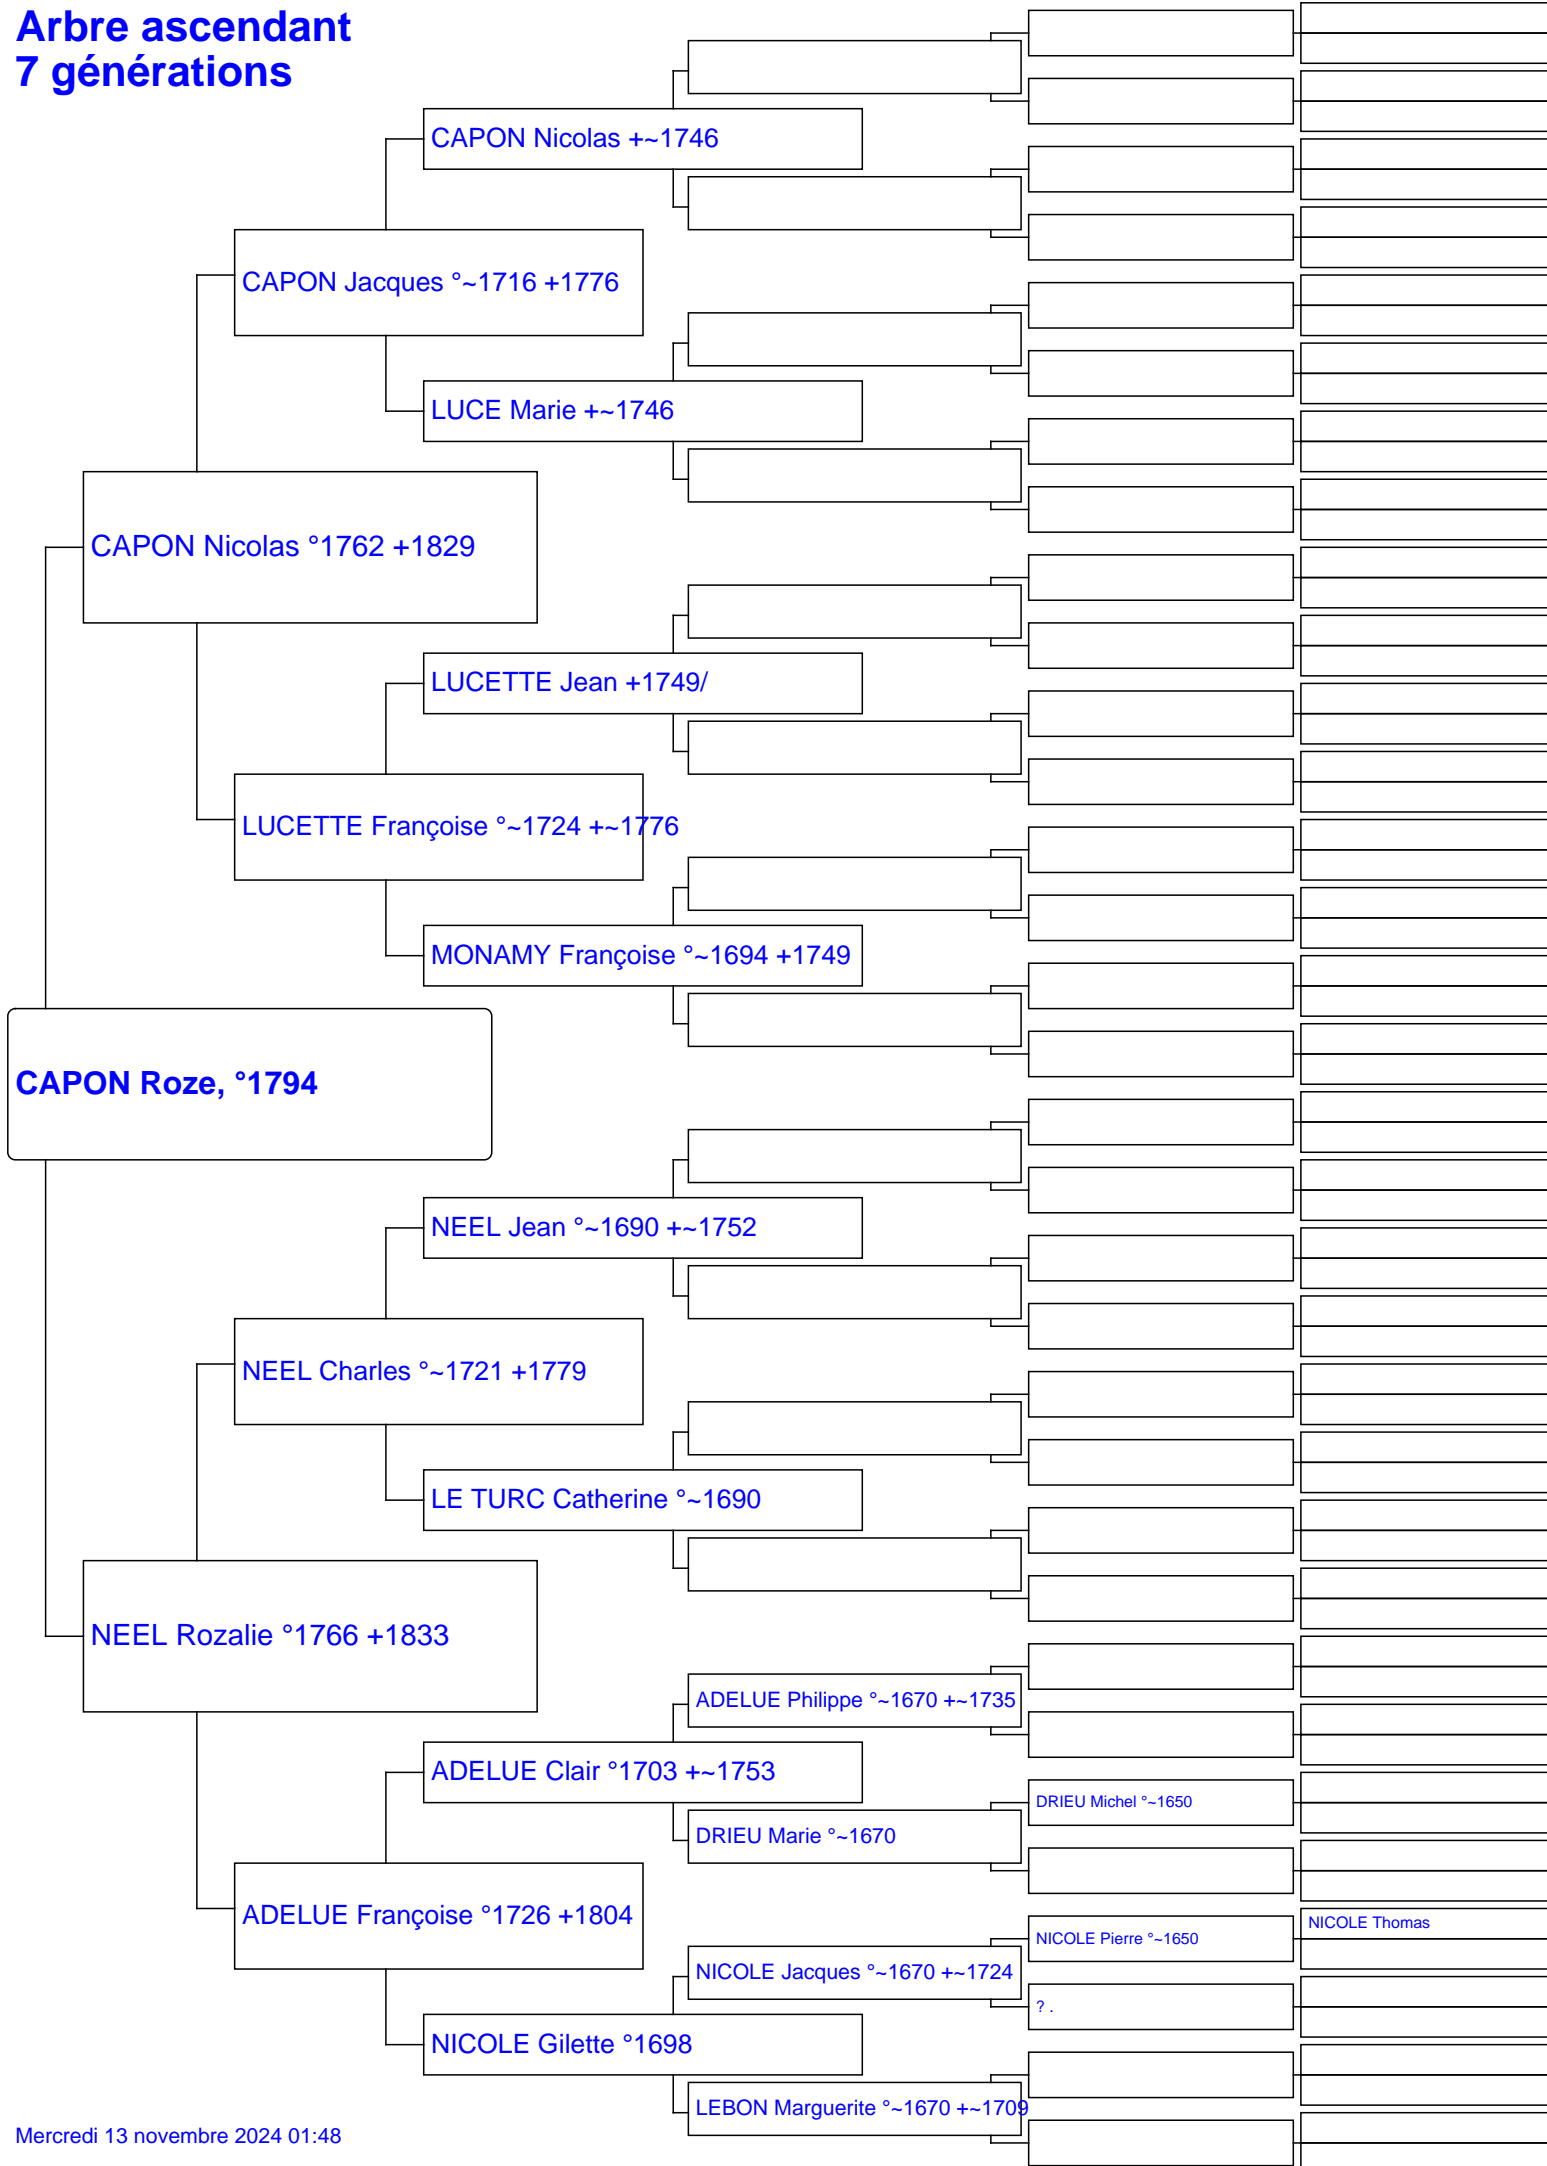 Arbre ascendant
7 générations
CAPON Nicolas +~1746
CAPON Jacques °~1716 +1776
LUCE Marie +~1746
CAPON Nicolas °1762 +1829
LUCETTE Jean +1749/
LUCETTE Françoise °~1724 +~1776
MONAMY Françoise °~1694 +1749
CAPON Roze, °1794
NEEL Jean °~1690 +~1752
NEEL Charles °~1721 +1779
LE TURC Catherine °~1690
NEEL Rozalie °1766 +1833
ADELUE Philippe °~1670 +~1735
ADELUE Clair °1703 +~1753
DRIEU Michel °~1650
DRIEU Marie °~1670
ADELUE Françoise °1726 +1804
NICOLE Thomas
NICOLE Pierre °~1650
NICOLE Jacques °~1670 +~1724
? .
NICOLE Gilette °1698
LEBON Marguerite °~1670 +~1709
Mercredi 13 novembre 2024 01:48